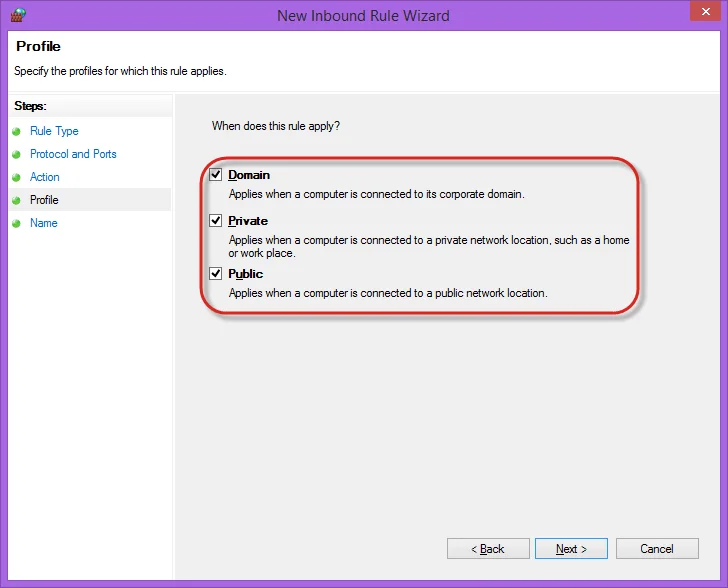 New Inbound Rule Wizard
Profile
Specify the profiles for which this rule applies.
Steps:
Rule Type
Protocol and Ports
Action
Profile
Name
When does this rule apply?
Domain
Applies when a computer is connected to its corporate domain.
Private
Applies when a computer is connected to a private network location, such as a home
or work place.
Public
Applies when a computer is connected to a public network location.
< Back
Next >
Cancel